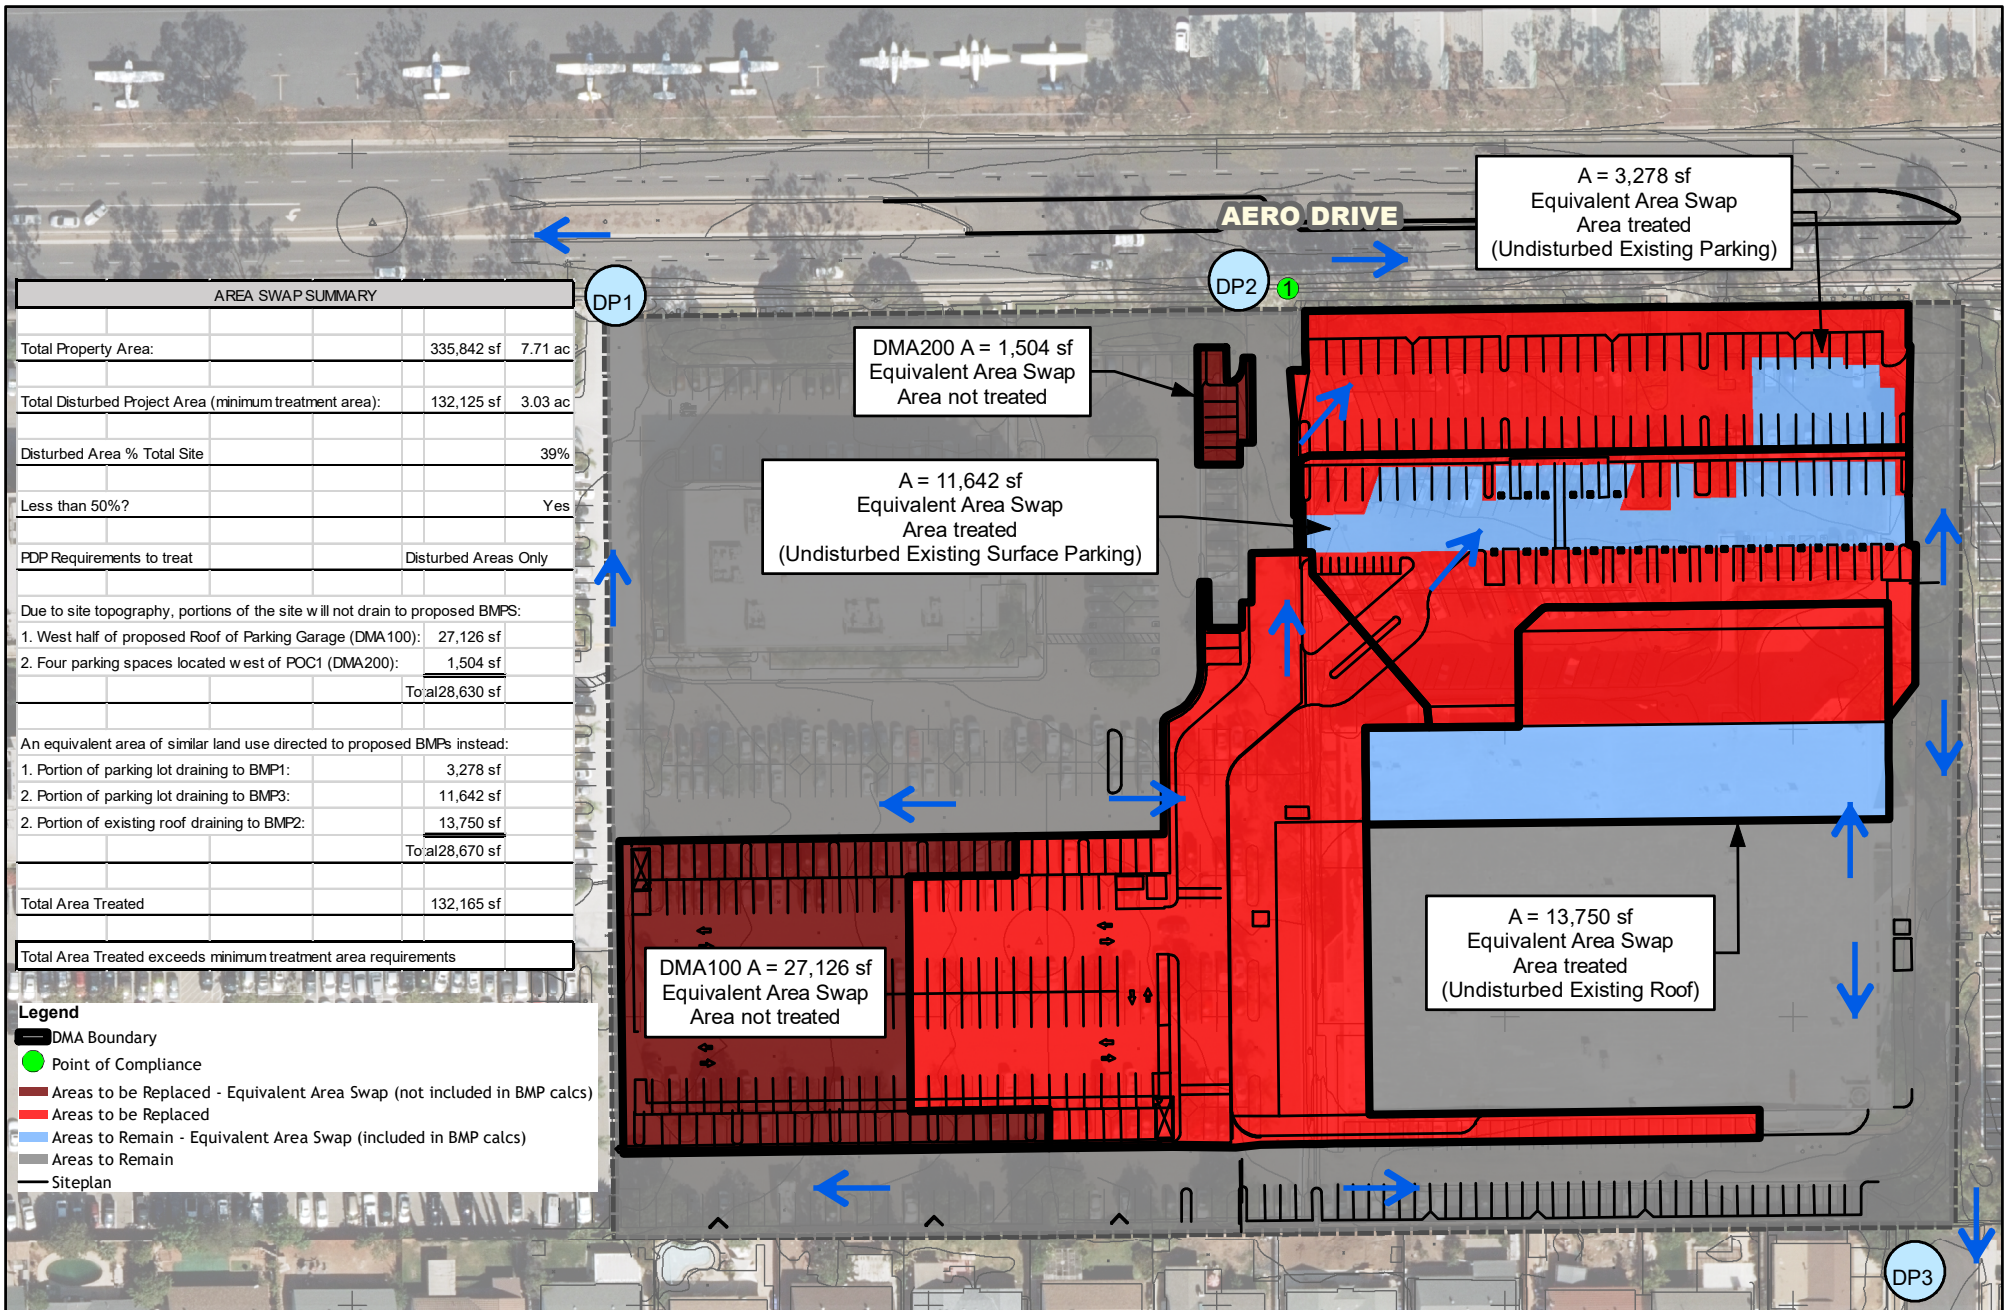 AERO DRIVE
A = 3,278 sf
Equivalent Area Swap
Area treated
(Undisturbed Existing Parking)
DP1
DP2
1
AREA SWAP SUMMARY
Total Property Area: 335,842 sf 7.71 ac
Total Disturbed Project Area (minimum treatment area): 132,125 sf 3.03 ac
Disturbed Area % Total Site 39%
Less than 50%? Yes
PDP Requirements to treat Disturbed Areas Only
Due to site topography, portions of the site will not drain to proposed BMPS:
1. West half of proposed Roof of Parking Garage (DMA100): 27,126 sf
2. Four parking spaces located west of POC1 (DMA200): 1,504 sf
Total 28,630 sf
An equivalent area of similar land use directed to proposed BMPs instead:
1. Portion of parking lot draining to BMP1: 3,278 sf
2. Portion of parking lot draining to BMP3: 11,642 sf
2. Portion of existing roof draining to BMP2: 13,750 sf
Total 28,670 sf
Total Area Treated 132,165 sf
Total Area Treated exceeds minimum treatment area requirements
DMA200 A = 1,504 sf
Equivalent Area Swap
Area not treated
A = 11,642 sf
Equivalent Area Swap
Area treated
(Undisturbed Existing Surface Parking)
DMA100 A = 27,126 sf
Equivalent Area Swap
Area not treated
A = 13,750 sf
Equivalent Area Swap
Area treated
(Undisturbed Existing Roof)
Legend
DMA Boundary
Point of Compliance
Areas to be Replaced - Equivalent Area Swap (not included in BMP calcs)
Areas to be Replaced
Areas to Remain - Equivalent Area Swap (included in BMP calcs)
Areas to Remain
Siteplan
DP3